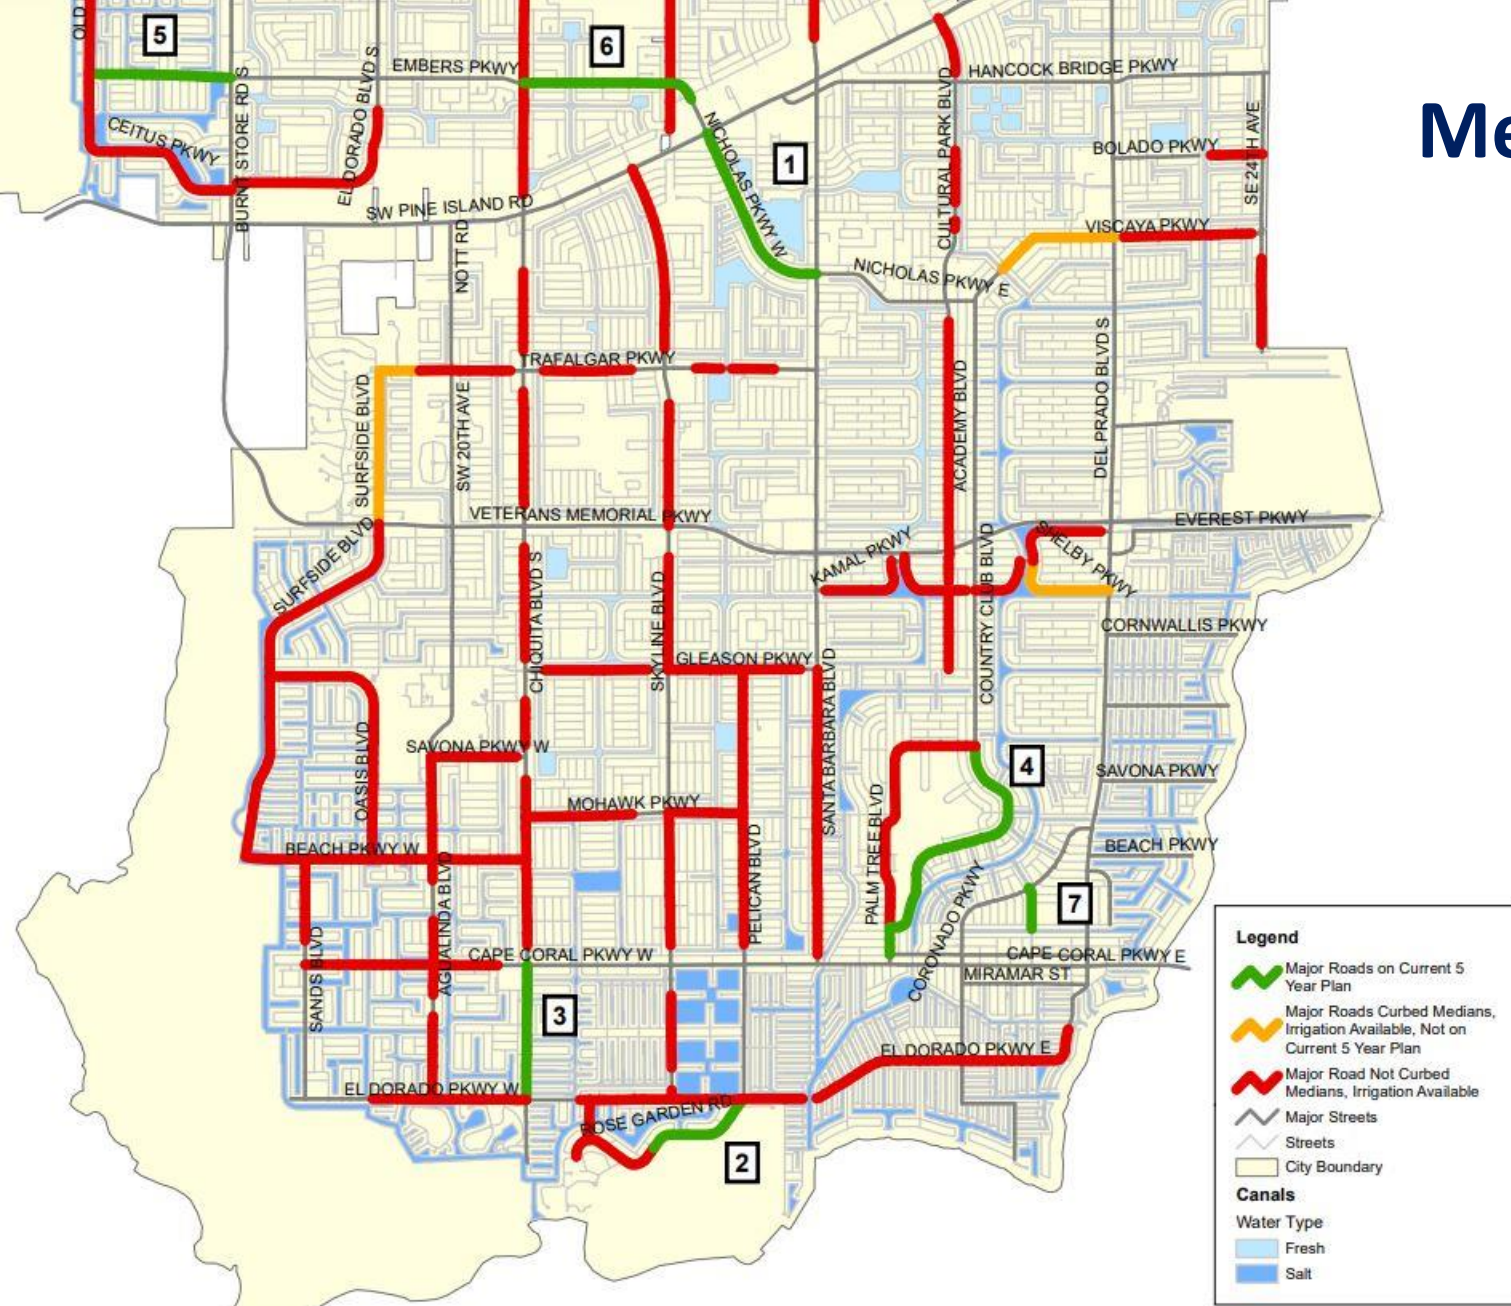 OLD
5
6
EMBERS PKWY
HANCOCK BRIDGE PKWY
Me
BURNT STORE RD S
ELDORADO BLVD S
CEITUS PKWY
NICHOLAS PKWY W
1
CULTURAL PARK BLVD
BOLADO PKWY
SE 24TH AVE
SW PINE ISLAND RD
VISCAYA PKWY
NOTT RD
NICHOLAS PKWY E
TRAFALGAR PKWY
SURFSIDE BLVD
SW 20TH AVE
ACADEMY BLVD
DEL PRADO BLVD S
VETERANS MEMORIAL PKWY
EVEREST PKWY
SURFSIDE BLVD
KAMAL PKWY
SHELBY PKWY
CHIQUITA BLVD S
SKYLINE BLVD
COUNTRY CLUB BLVD
CORNWALLIS PKWY
GLEASON PKWY
SANTA BARBARA BLVD
OASIS BLVD
SAVONA PKWY W
4
SAVONA PKWY
MOHAWK PKWY
PALM TREE BLVD
BEACH PKWY W
BEACH PKWY
AGUALINDA BLVD
PELICAN BLVD
CORONADO PKWY
7
SANDS BLVD
CAPE CORAL PKWY W
CAPE CORAL PKWY E
MIRAMAR ST
3
EL DORADO PKWY E
EL DORADO PKWY W
ROSE GARDEN RD
2
Legend
Major Roads on Current 5
Year Plan
Major Roads Curbed Medians,
Irrigation Available, Not on
Current 5 Year Plan
Major Road Not Curbed
Medians, Irrigation Available
Major Streets
Streets
City Boundary
Canals
Water Type
Fresh
Salt